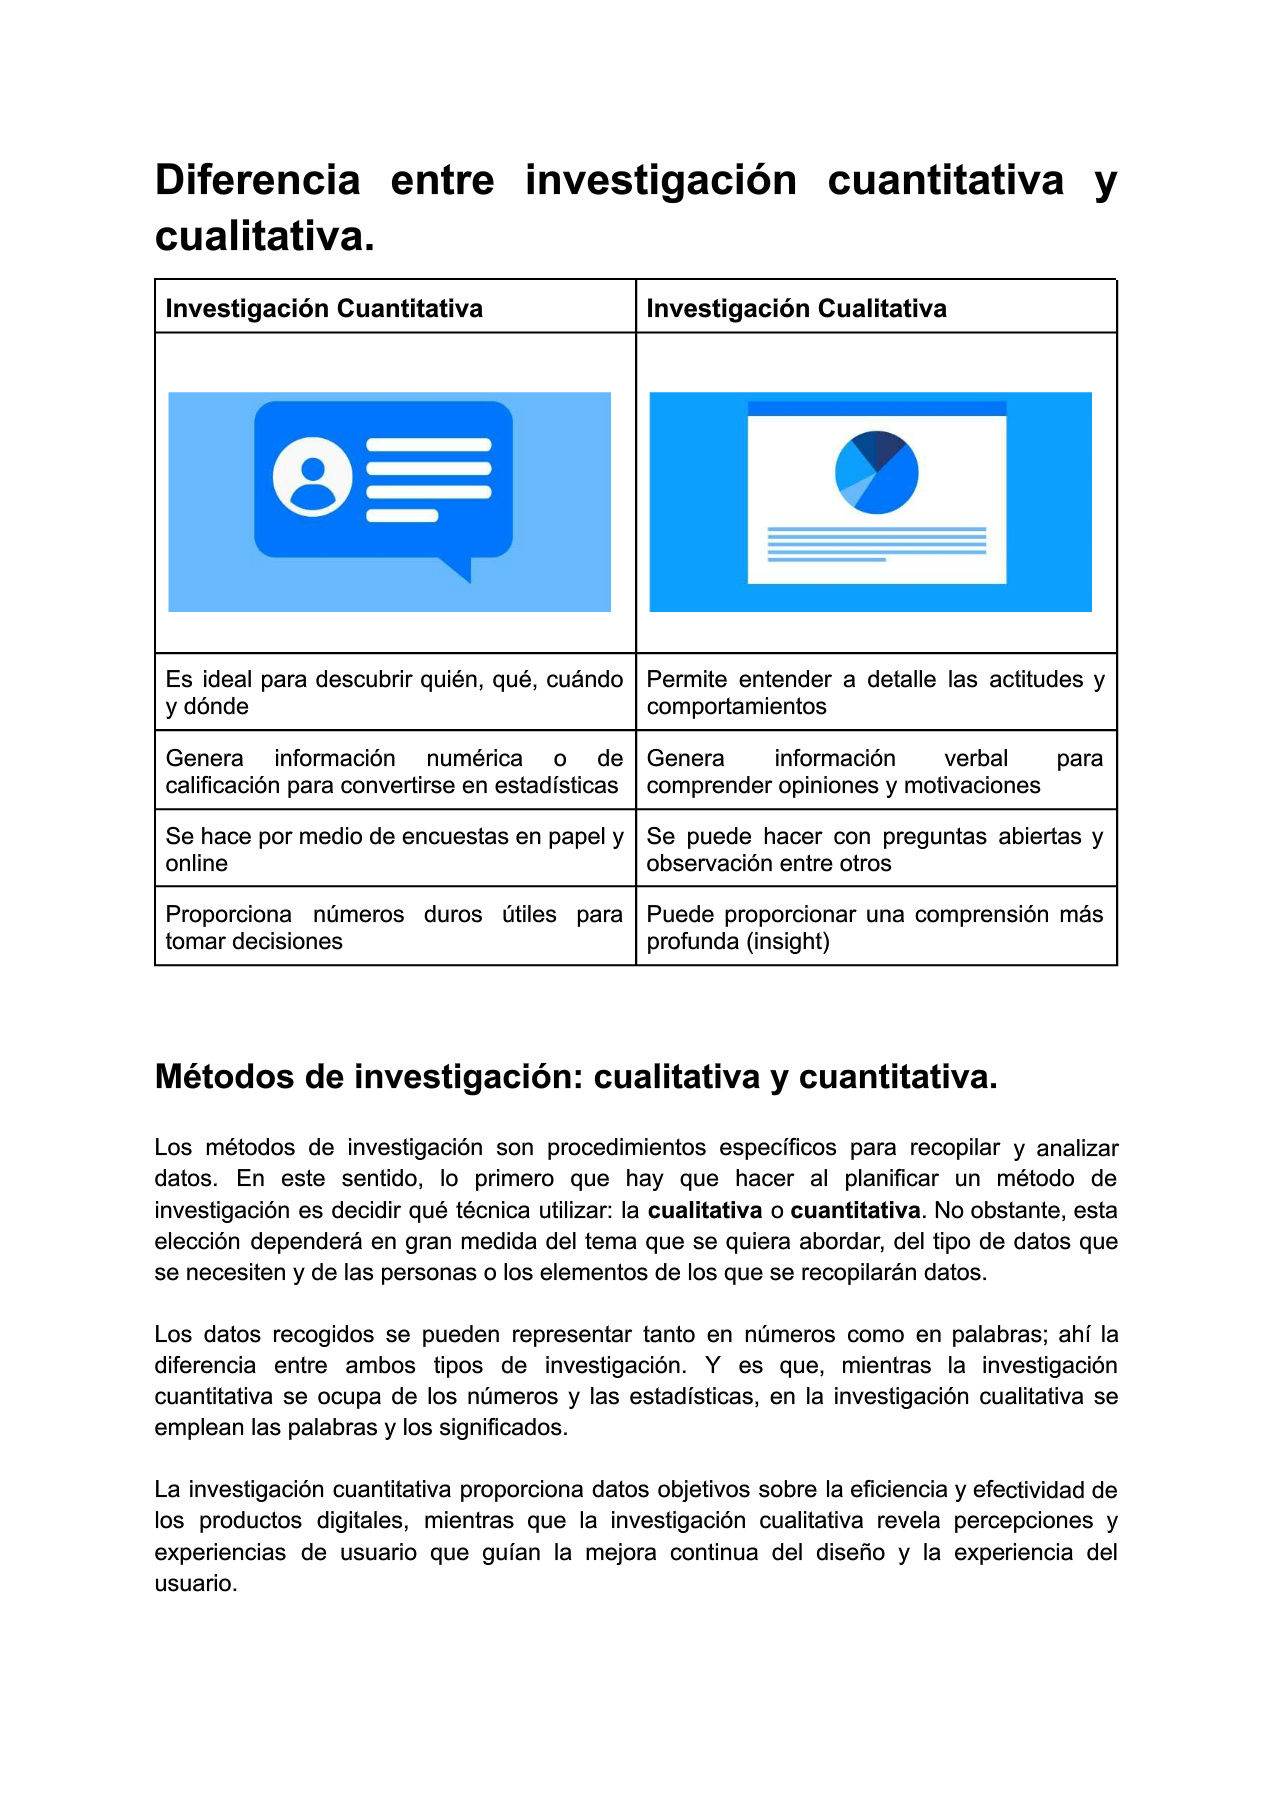 Diferencia entre investigación cuantitativa y
cualitativa.
Investigación Cuantitativa
Investigación Cualitativa
Es ideal para descubrir quién, qué, cuándo
y dónde
Permite entender a detalle las actitudes y
comportamientos
Genera información numérica o de
calificación para convertirse en estadísticas
Genera información verbal para
comprender opiniones y motivaciones
Se hace por medio de encuestas en papel y
online
Se puede hacer con preguntas abiertas y
observación entre otros
Proporciona números duros útiles para
tomar decisiones
Puede proporcionar una comprensión más
profunda (insight)
Métodos de investigación: cualitativa y cuantitativa.
Los métodos de investigación son procedimientos específicos para recopilar y analizar
datos. En este sentido, lo primero que hay que hacer al planificar un método de
investigación es decidir qué técnica utilizar: la cualitativa o cuantitativa. No obstante, esta
elección dependerá en gran medida del tema que se quiera abordar, del tipo de datos que
se necesiten y de las personas o los elementos de los que se recopilarán datos.
Los datos recogidos se pueden representar tanto en números como en palabras; ahí la
diferencia entre ambos tipos de investigación. Y es que, mientras la investigación
cuantitativa se ocupa de los números y las estadísticas, en la investigación cualitativa se
emplean las palabras y los significados.
La investigación cuantitativa proporciona datos objetivos sobre la eficiencia y efectividad de
los productos digitales, mientras que la investigación cualitativa revela percepciones y
experiencias de usuario que guían la mejora continua del diseño y la experiencia del
usuario.